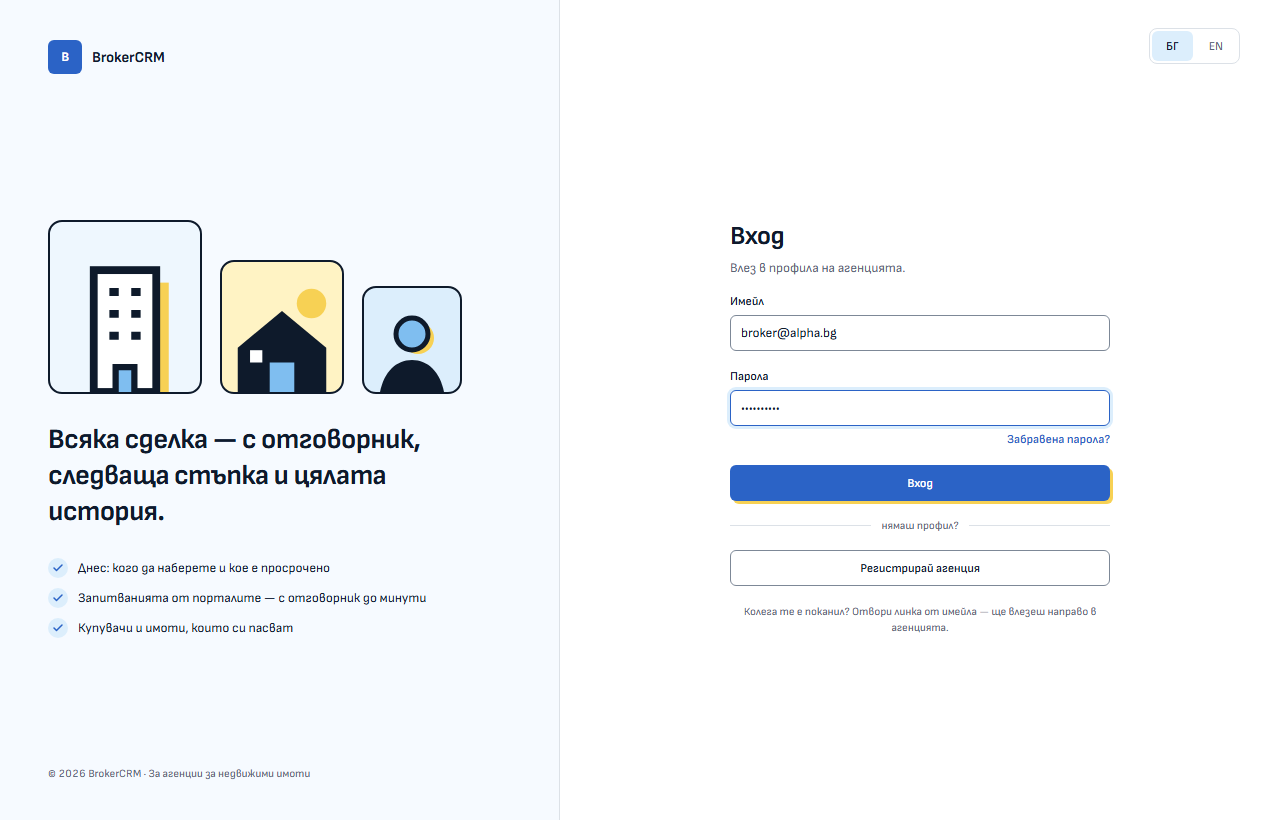 B BrokerCRM
БГ EN
Всяка сделка — с отговорник,
следваща стъпка и цялата
история.
Днес: кого да наберете и кое е просрочено
Запитванията от порталите — с отговорник до минути
Купувачи и имоти, които си пасват
© 2026 BrokerCRM · За агенции за недвижими имоти
Вход
Влез в профила на агенцията.
Имейл
broker@alpha.bg
Парола
••••••••••
Забравена парола?
Вход
нямаш профил?
Регистрирай агенция
Колега те е поканил? Отвори линка от имейла — ще влезеш направо в
агенцията.